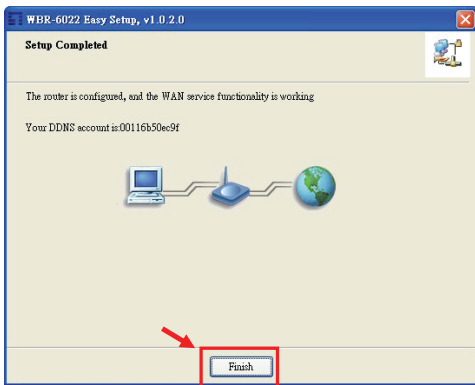 WBR-6022 Easy Setup, v1.0.2.0
Setup Completed
The router is configured, and the WAN service functionality is working
Your DDNS account is:00116b50ec9f
Finish